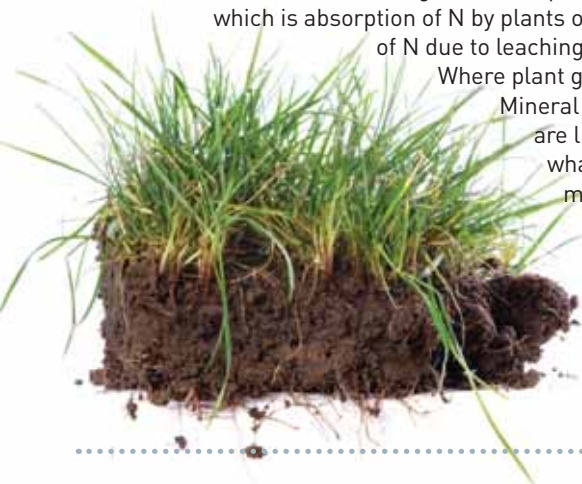 which is absorption of N by plants o
of N due to leaching
Where plant g
Mineral
are l
wha
m